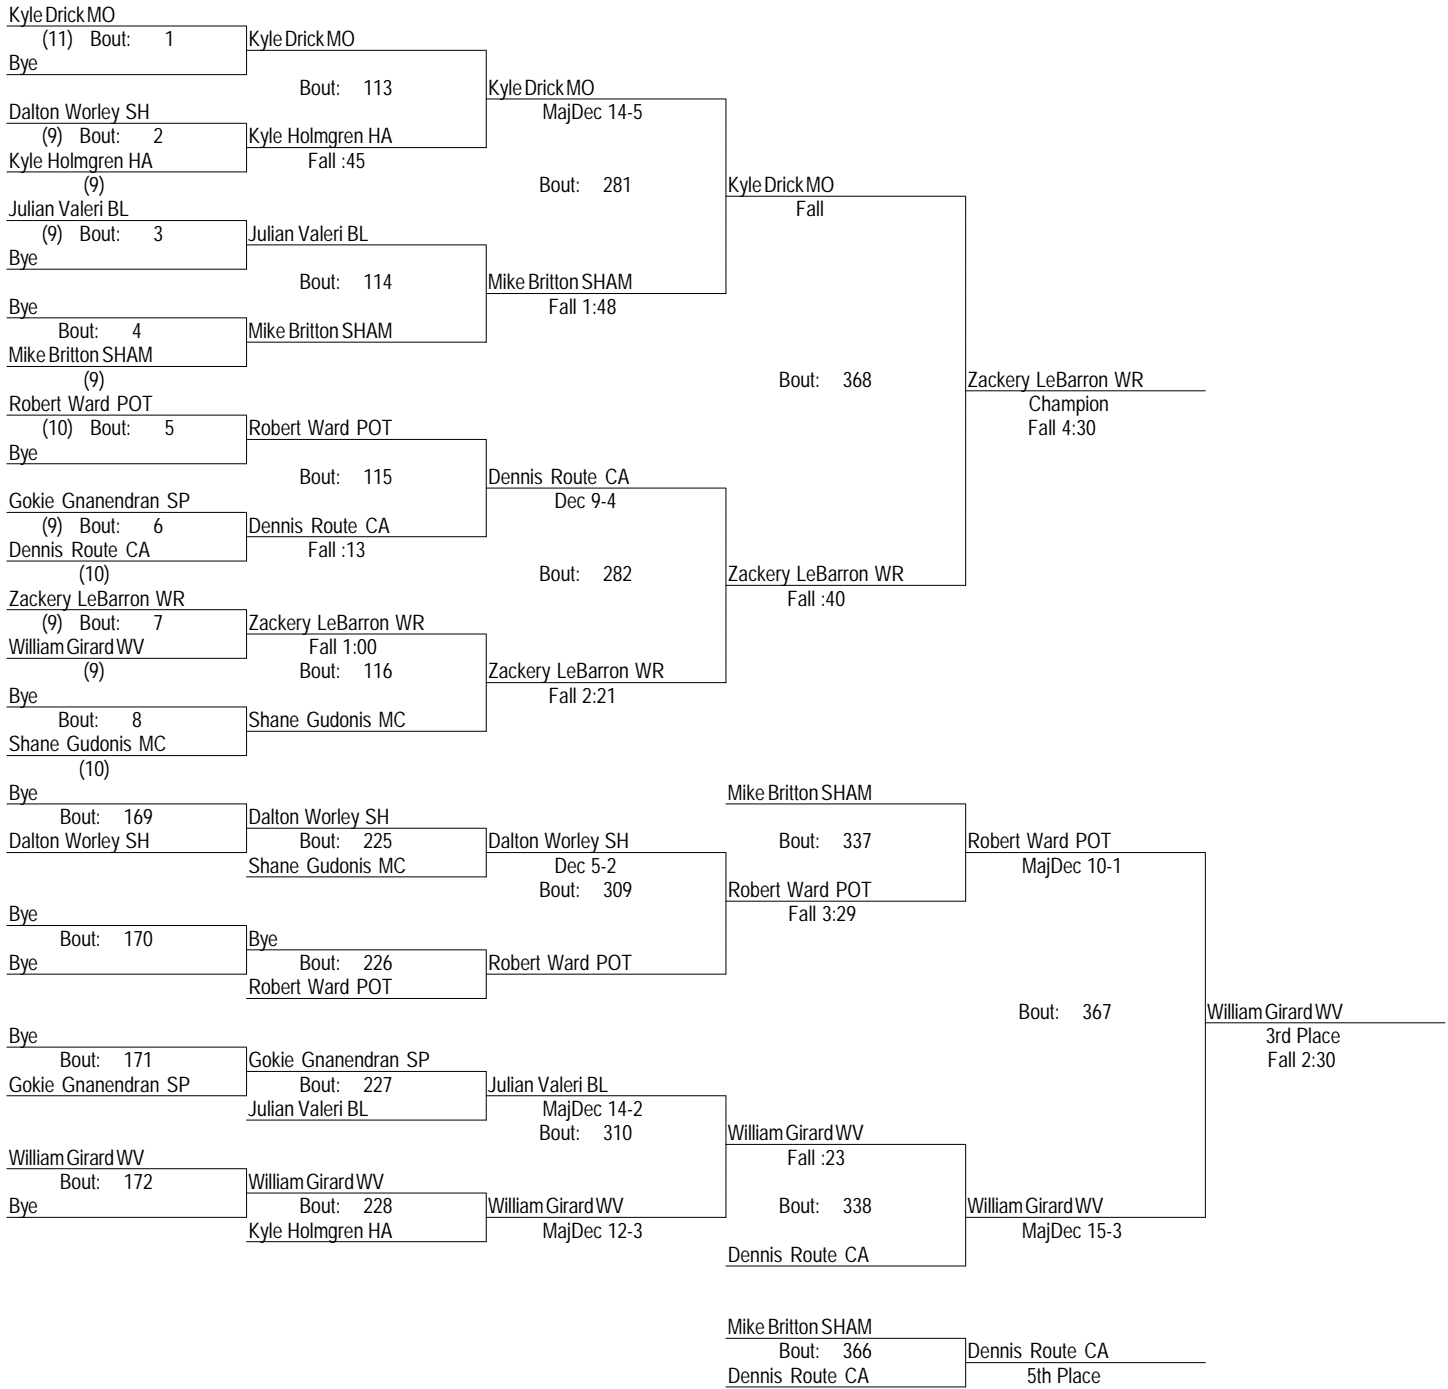 Kyle Drick MO
(11) Bout: 1
Kyle Drick MO
Bye
Bout: 113
Kyle Drick MO
Dalton Worley SH
MajDec 14-5
(9) Bout: 2
Kyle Holmgren HA
Kyle Holmgren HA
Fall :45
(9)
Bout: 281
Kyle Drick MO
Julian Valeri BL
Fall
(9) Bout: 3
Julian Valeri BL
Bye
Bout: 114
Mike Britton SHAM
Bye
Fall 1:48
Bout: 4
Mike Britton SHAM
Mike Britton SHAM
(9)
Bout: 368
Zackery LeBarron WR
Robert Ward POT
Champion
(10) Bout: 5
Robert Ward POT
Fall 4:30
Bye
Bout: 115
Dennis Route CA
Gokie Gnanendran SP
Dec 9-4
(9) Bout: 6
Dennis Route CA
Dennis Route CA
Fall :13
(10)
Bout: 282
Zackery LeBarron WR
Zackery LeBarron WR
Fall :40
(9) Bout: 7
Zackery LeBarron WR
William Girard WV
Fall 1:00
(9)
Bout: 116
Zackery LeBarron WR
Bye
Fall 2:21
Bout: 8
Shane Gudonis MC
Shane Gudonis MC
(10)
Bye
Mike Britton SHAM
Bout: 169
Dalton Worley SH
Dalton Worley SH
Bout: 225
Dalton Worley SH
Bout: 337
Robert Ward POT
Shane Gudonis MC
Dec 5-2
MajDec 10-1
Bout: 309
Robert Ward POT
Bye
Fall 3:29
Bout: 170
Bye
Bye
Bout: 226
Robert Ward POT
Robert Ward POT
Bout: 367
William Girard WV
Bye
3rd Place
Bout: 171
Gokie Gnanendran SP
Fall 2:30
Gokie Gnanendran SP
Bout: 227
Julian Valeri BL
Julian Valeri BL
MajDec 14-2
Bout: 310
William Girard WV
William Girard WV
Fall :23
Bout: 172
William Girard WV
Bye
Bout: 228
William Girard WV
Bout: 338
William Girard WV
Kyle Holmgren HA
MajDec 12-3
MajDec 15-3
Dennis Route CA
Mike Britton SHAM
Bout: 366
Dennis Route CA
Dennis Route CA
5th Place